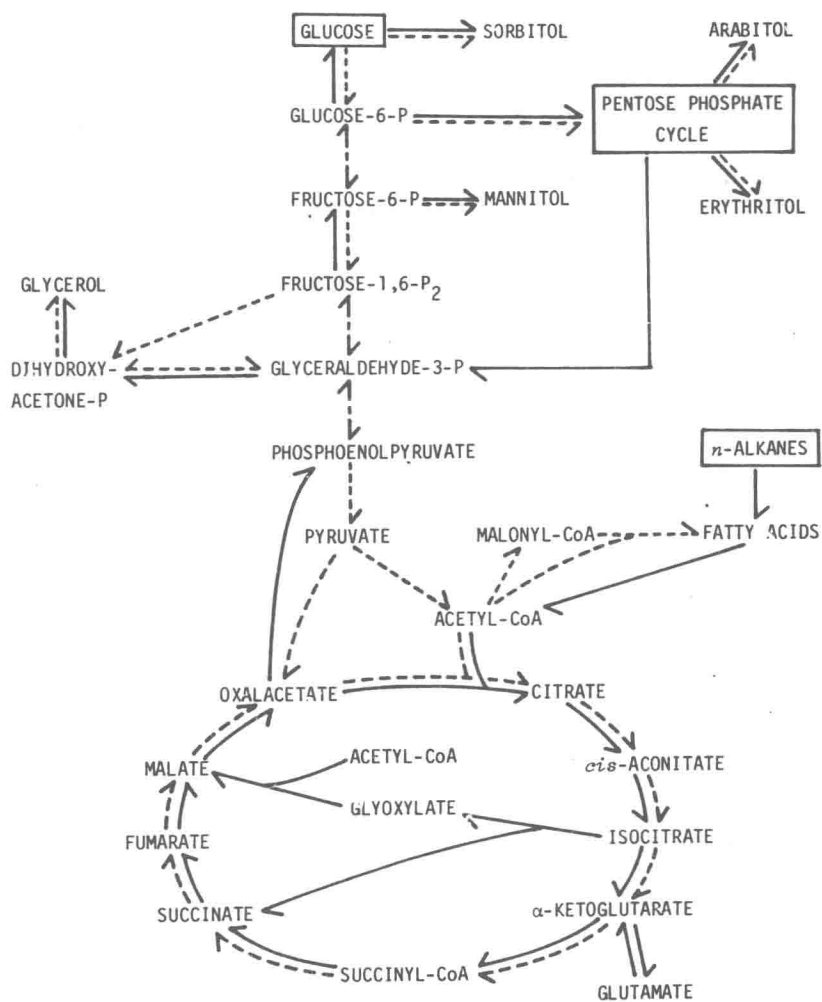 GLUCOSE
SORBITOL
ARABITOL
GLUCOSE-6-P
PENTOSE PHOSPHATE
CYCLE
FRUCTOSE-6-P
MANNITOL
ERYTHRITOL
GLYCEROL
FRUCTOSE-1,6-P2
DIHYDROXY-
ACETONE-P
GLYCERALDEHYDE-3-P
PHOSPHOENOLPYRUVATE
n-ALKANES
PYRUVATE
MALONYL-CoA
FATTY ACIDS
ACETYL-CoA
OXALACETATE
CITRATE
MALATE
ACETYL-CoA
cis-ACONITATE
GLYOXYLATE
FUMARATE
ISOCITRATE
SUCCINATE
α-KETOGLUTARATE
SUCCINYL-CoA
GLUTAMATE